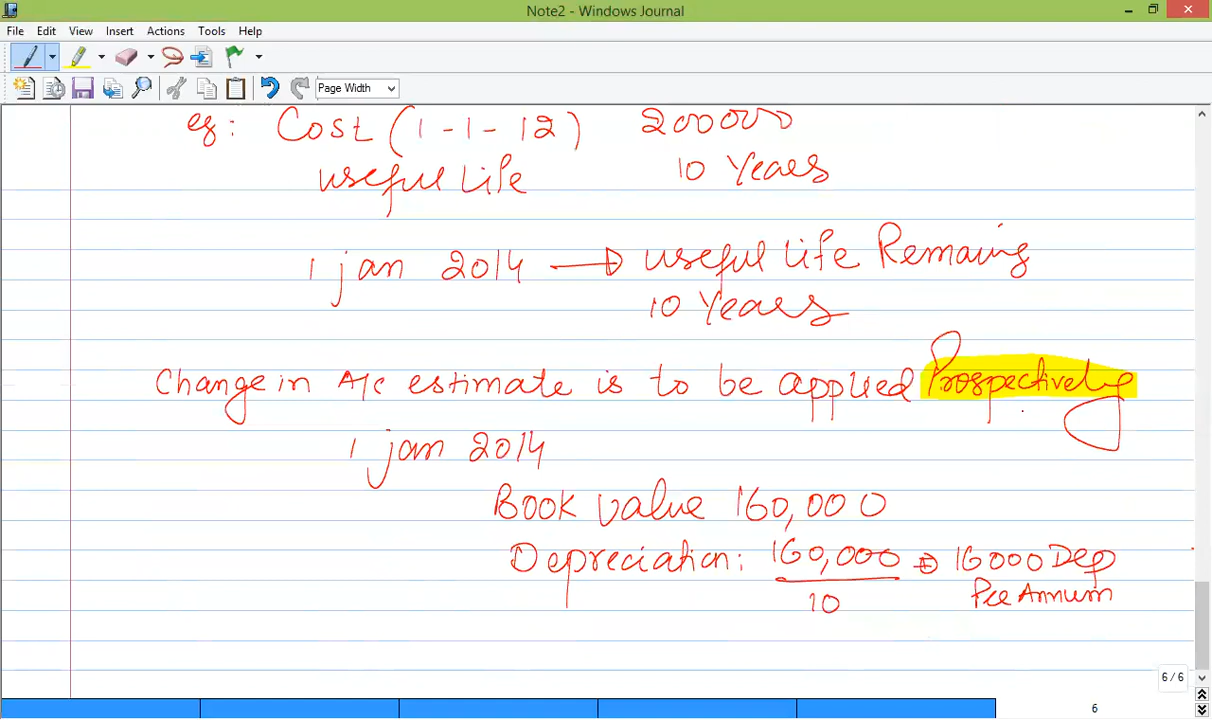 Note2 - Windows Journal
File Edit View Insert Actions Tools Help
Page Width
eg: Cost (1-1-12) 200000
useful Life 10 Years
1 jan 2014 → useful life Remaing
10 Years
Change in A/c estimate is to be applied Prospectively
1 jan 2014
Book value 160,000
Depreciation: 160,000 → 16000 Dep
10 Per Annum
6 / 6
6